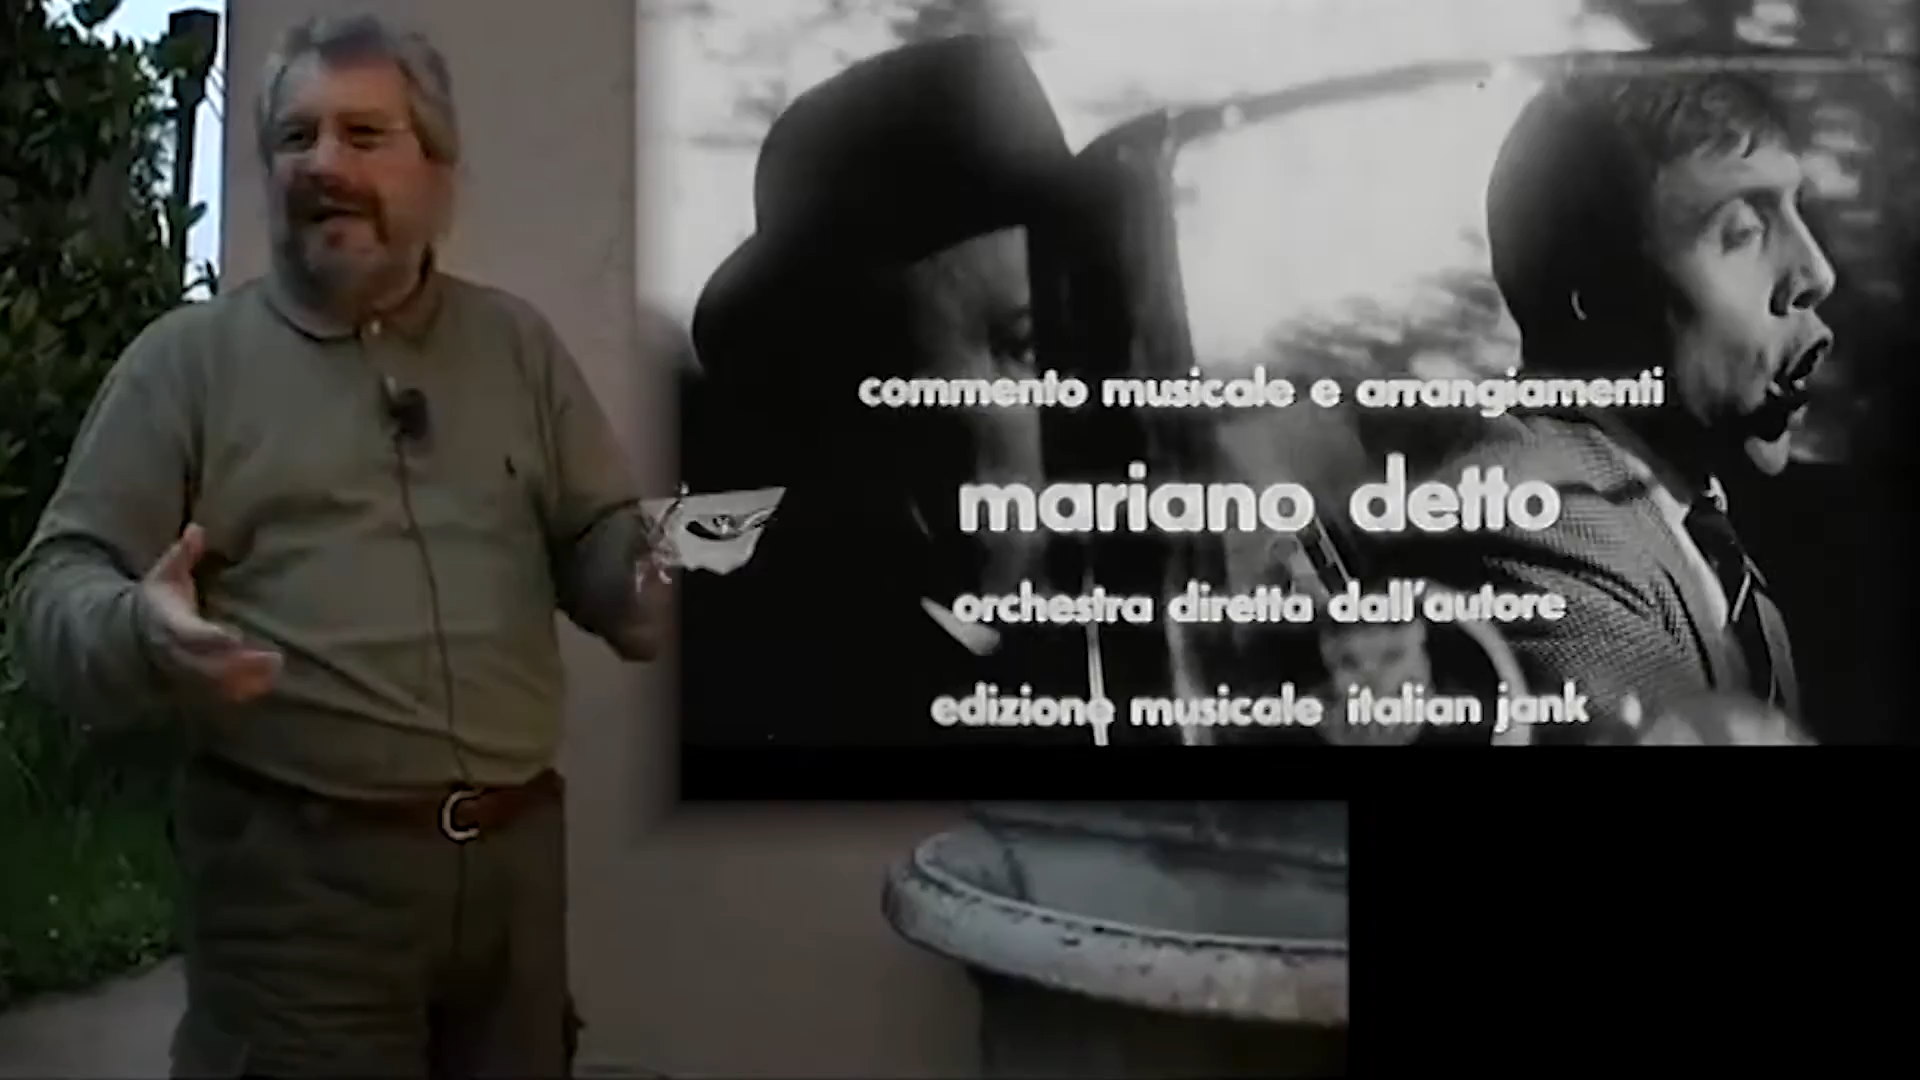 commento musicale e arrangiamenti
mariano detto
orchestra diretta dall'autore
edizione musicale italian jank